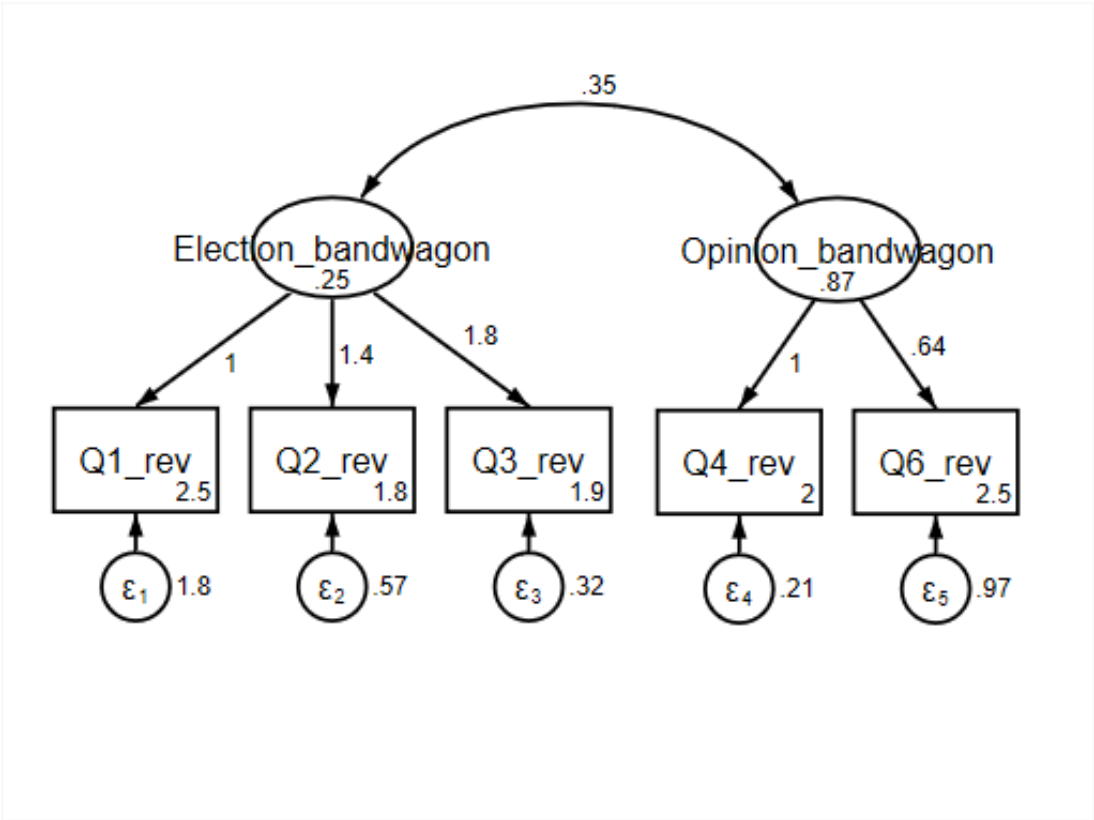 .35
Election_bandwagon
.25
Opinion_bandwagon
.87
1
1.4
1.8
1
.64
Q1_rev
2.5
Q2_rev
1.8
Q3_rev
1.9
Q4_rev
2
Q6_rev
2.5
ε1 1.8
ε2 .57
ε3 .32
ε4 .21
ε5 .97